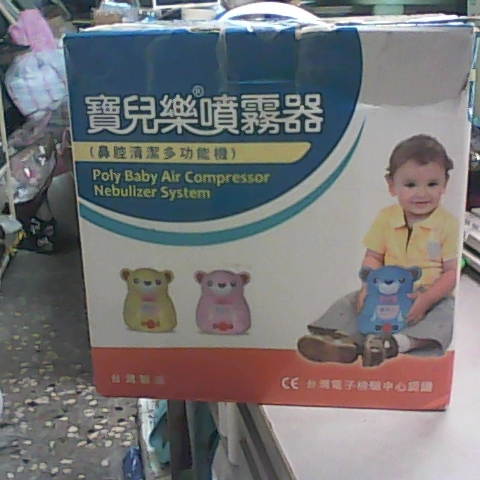 寶兒樂®噴霧器
(鼻腔清潔多功能機)
Poly Baby Air Compressor
Nebulizer System
台灣製造
CE 台灣電子檢驗中心認證